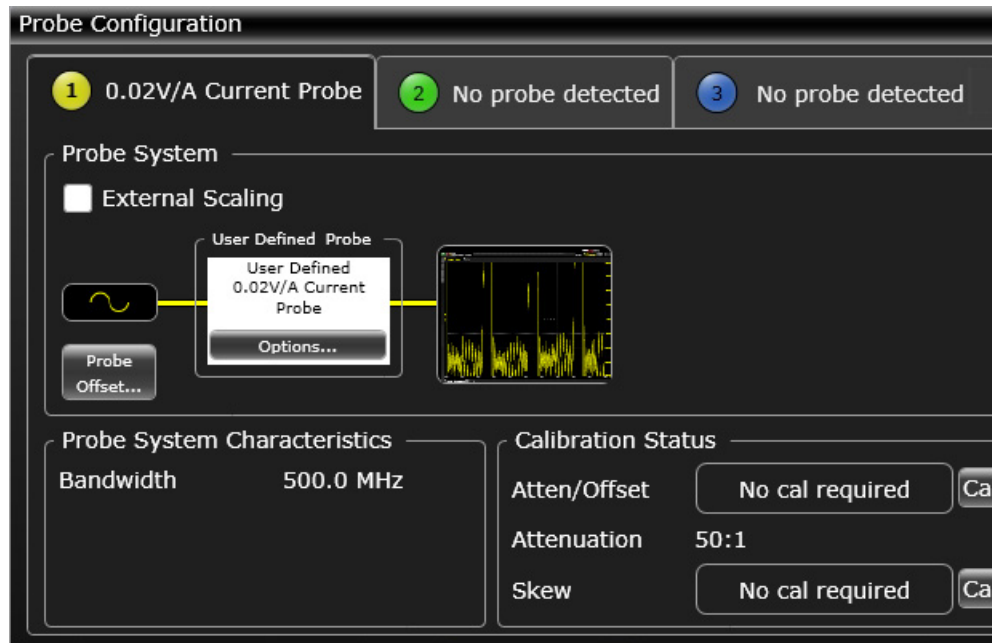 Probe Configuration
1 0.02V/A Current Probe
2 No probe detected
3 No probe detected
Probe System
External Scaling
User Defined Probe
User Defined
0.02V/A Current
Probe
Options...
Probe
Offset...
Probe System Characteristics
Bandwidth 500.0 MHz
Calibration Status
Atten/Offset No cal required Ca
Attenuation 50:1
Skew No cal required Ca